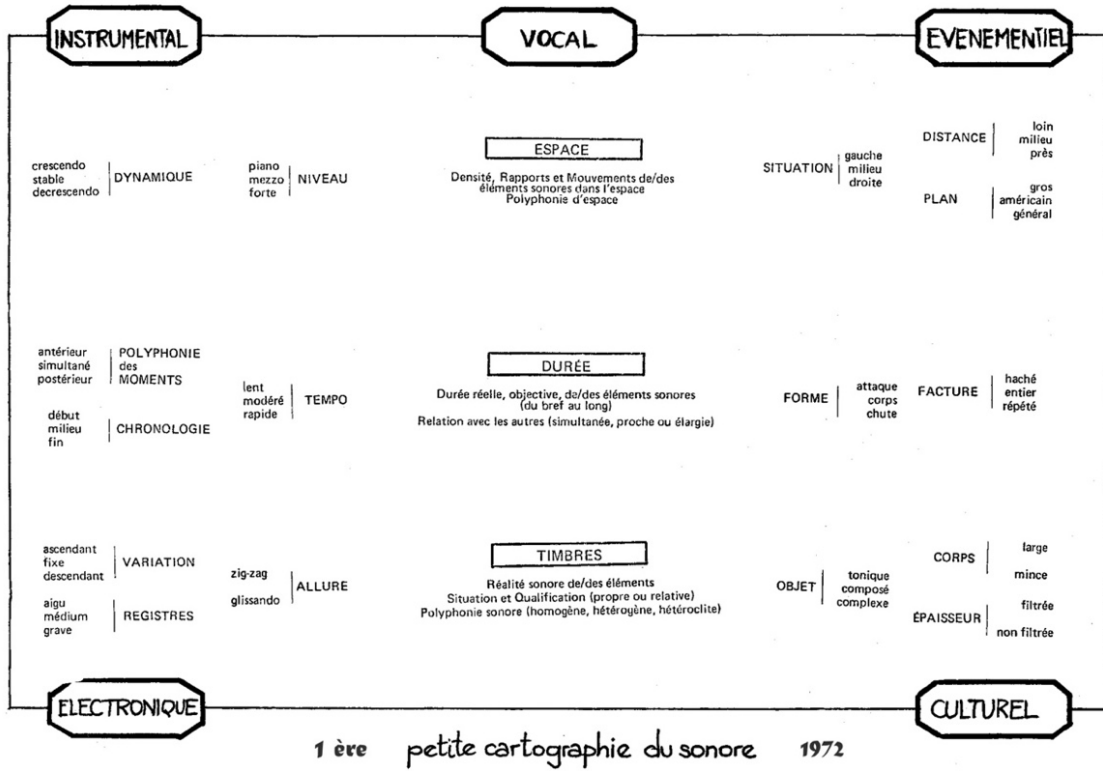 INSTRUMENTAL
VOCAL
EVENEMENTIEL
crescendo
stable
decrescendo
DYNAMIQUE
piano
mezzo
forte
NIVEAU
ESPACE
Densité, Rapports et Mouvements de/des
éléments sonores dans l'espace
Polyphonie d'espace
SITUATION
gauche
milieu
droite
DISTANCE
loin
milieu
près
PLAN
gros
américain
général
antérieur
simultané
postérieur
POLYPHONIE
des
MOMENTS
début
milieu
fin
CHRONOLOGIE
lent
modéré
rapide
TEMPO
DURÉE
Durée réelle, objective, de/des éléments sonores
(du bref au long)
Relation avec les autres (simultanée, proche ou élargie)
FORME
attaque
corps
chute
FACTURE
haché
entier
répété
ascendant
fixe
descendant
VARIATION
aigu
médium
grave
REGISTRES
zig-zag
glissando
ALLURE
TIMBRES
Réalité sonore de/des éléments
Situation et Qualification (propre ou relative)
Polyphonie sonore (homogène, hétérogène, hétéroclite)
OBJET
tonique
composé
complexe
CORPS
large
mince
ÉPAISSEUR
filtrée
non filtrée
ELECTRONIQUE
CULTUREL
1 ère petite cartographie du sonore 1972